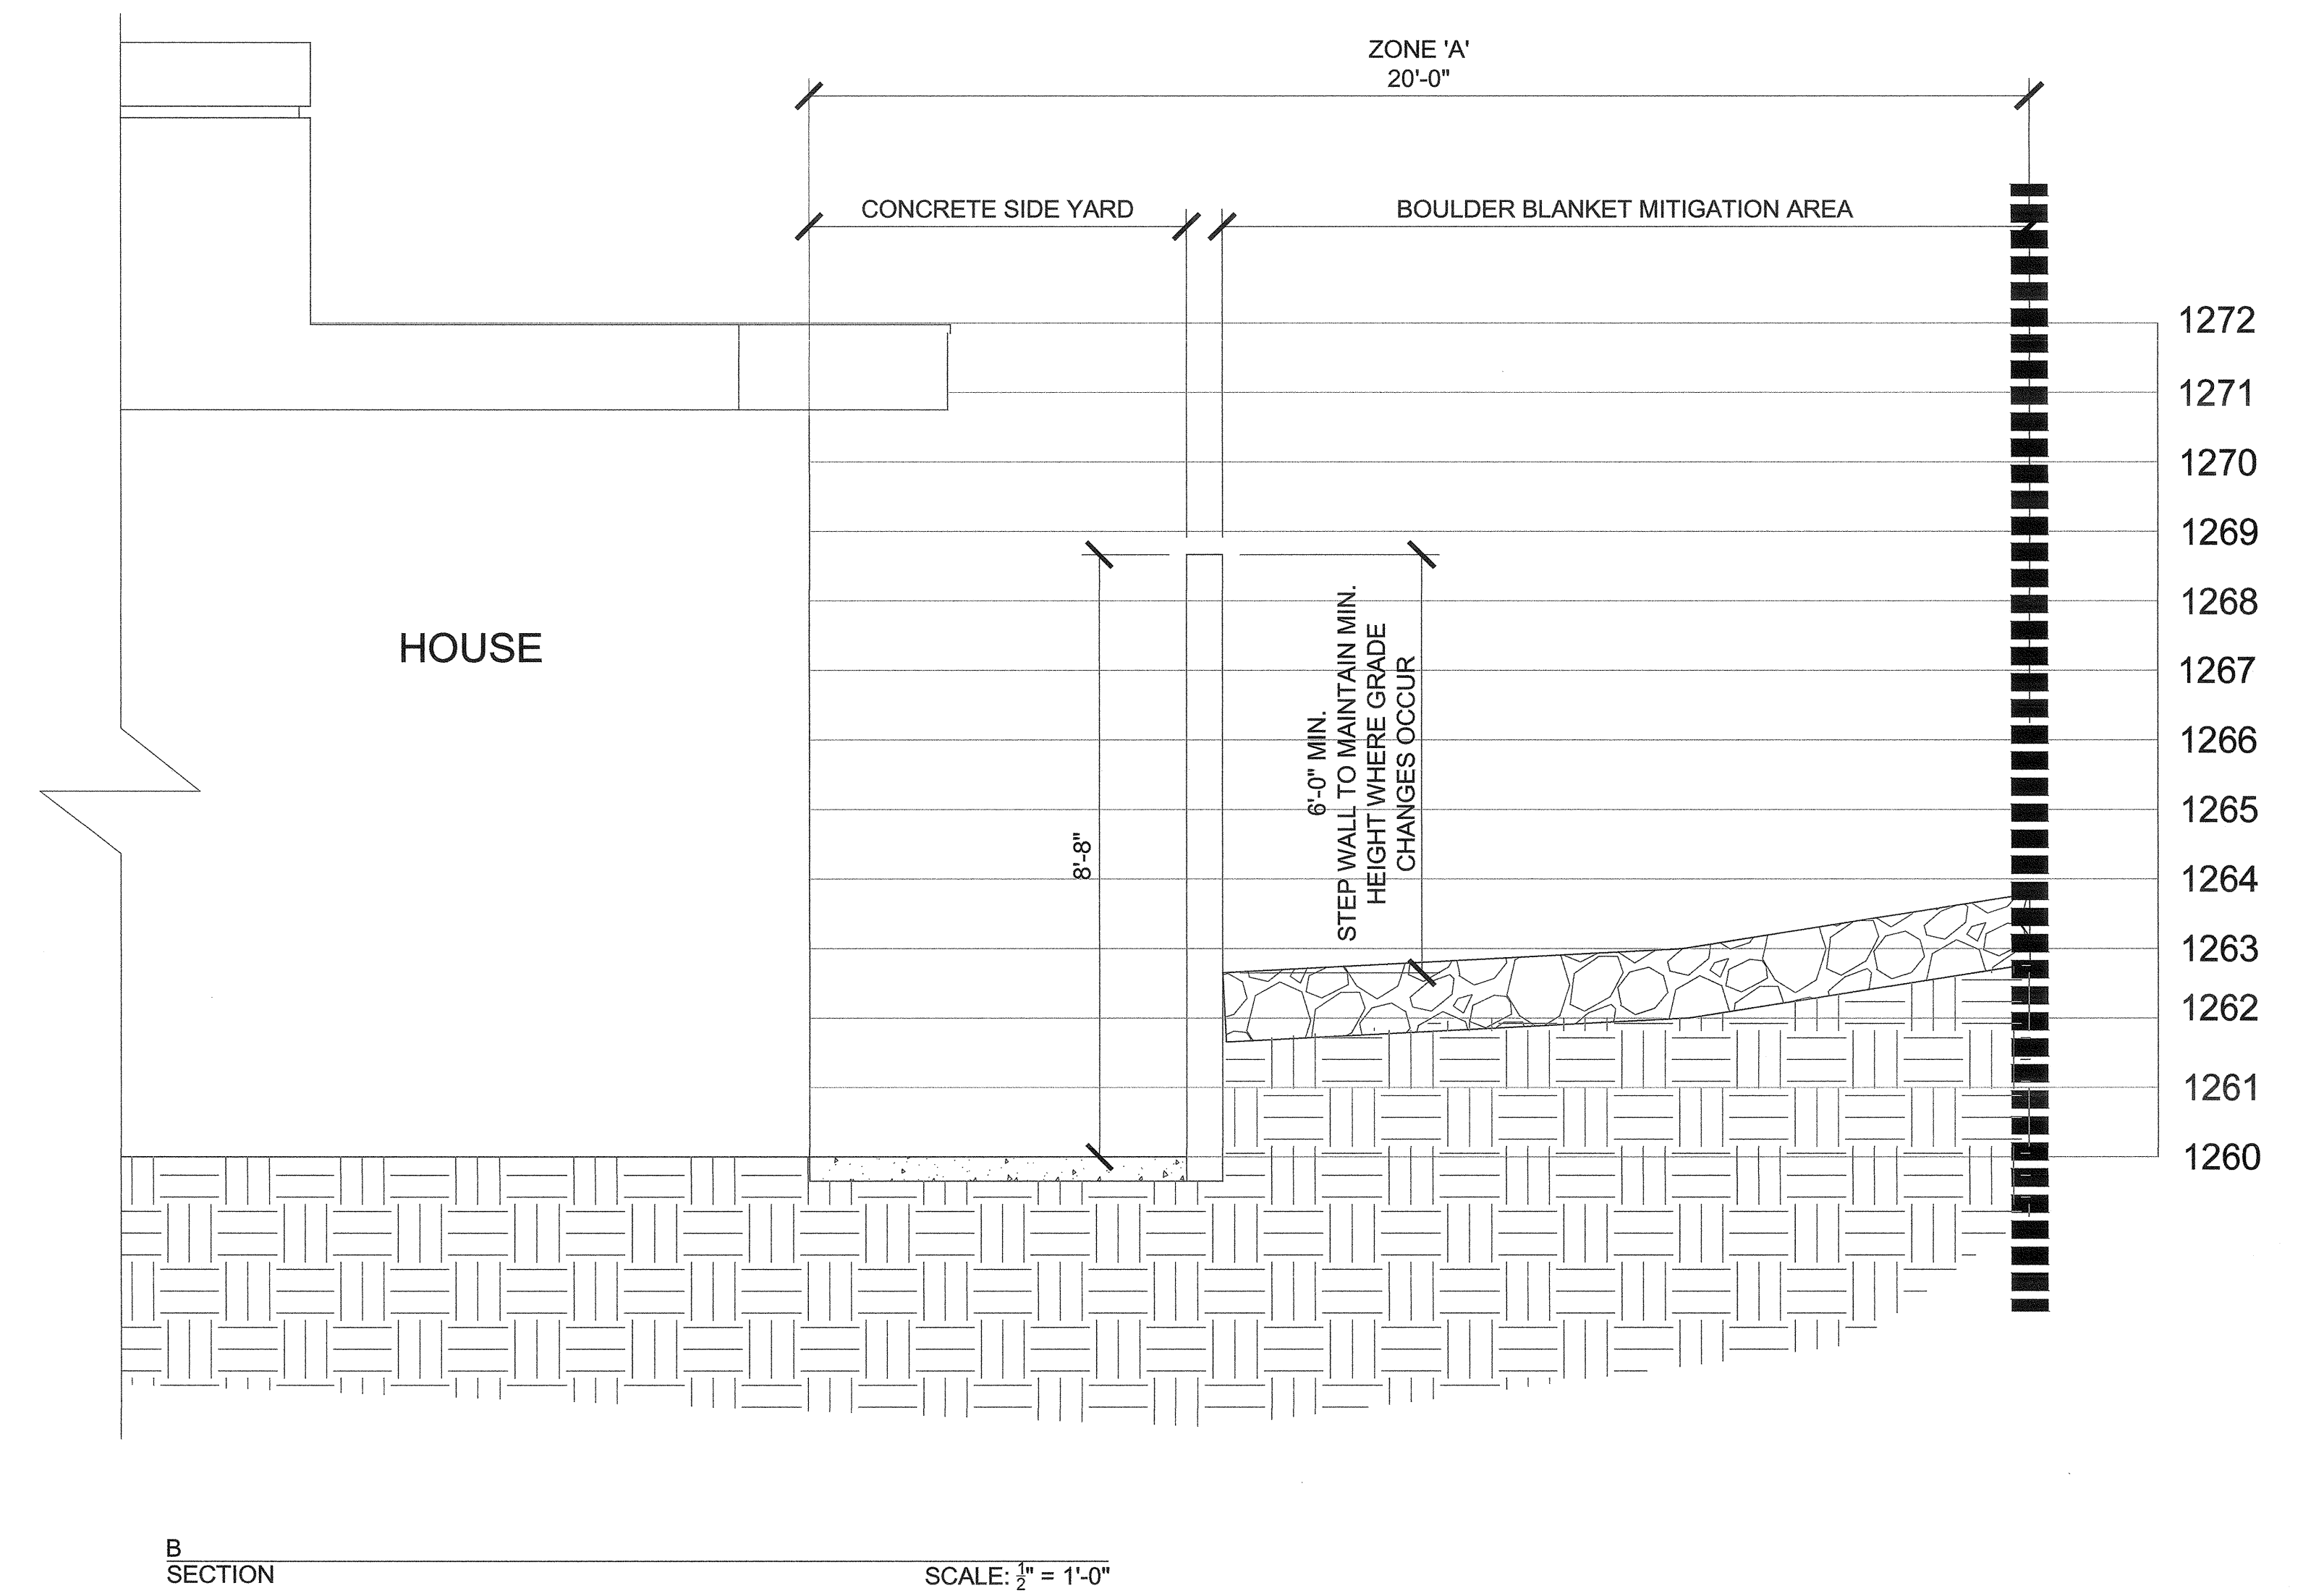 ZONE 'A'
20'-0"
CONCRETE SIDE YARD
BOULDER BLANKET MITIGATION AREA
1272
1271
1270
1269
1268
1267
1266
1265
1264
1263
1262
1261
1260
HOUSE
8'-8"
6'-0" MIN.
STEP WALL TO MAINTAIN MIN.
HEIGHT WHERE GRADE
CHANGES OCCUR
B
SECTION
SCALE: ½" = 1'-0"